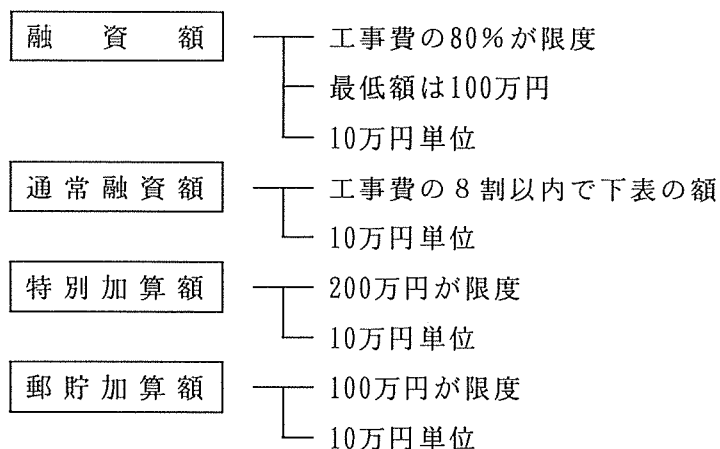 融資額 工事費の80％が限度
最低額は100万円
10万円単位
通常融資額 工事費の8割以内で下表の額
10万円単位
特別加算額 200万円が限度
10万円単位
郵貯加算額 100万円が限度
10万円単位